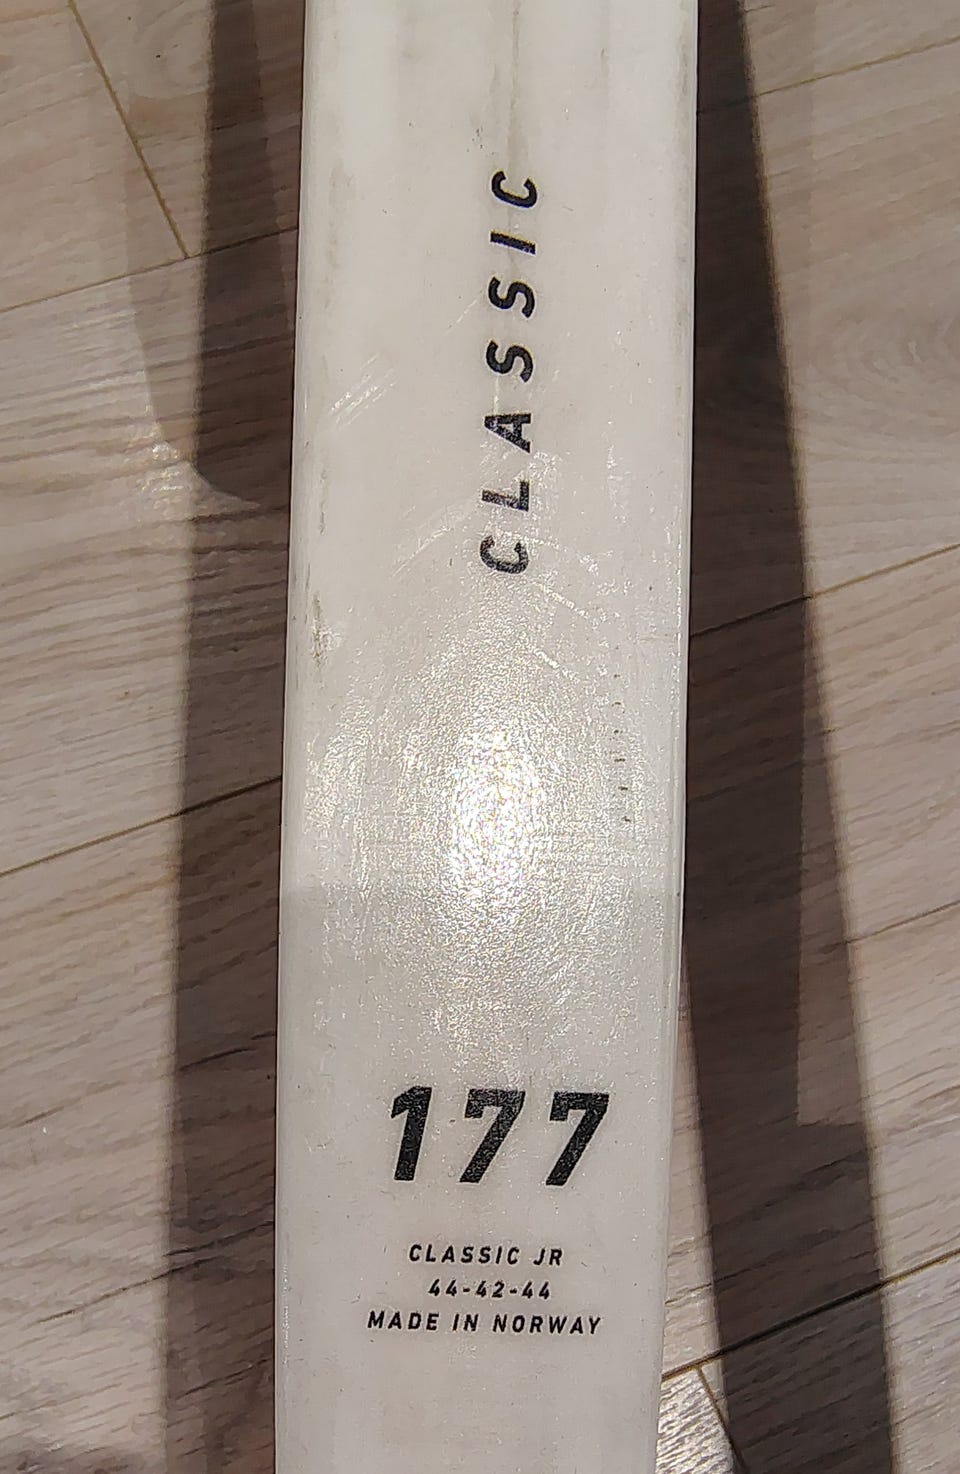 CLASSIC
177
CLASSIC JR
44-42-44
MADE IN NORWAY